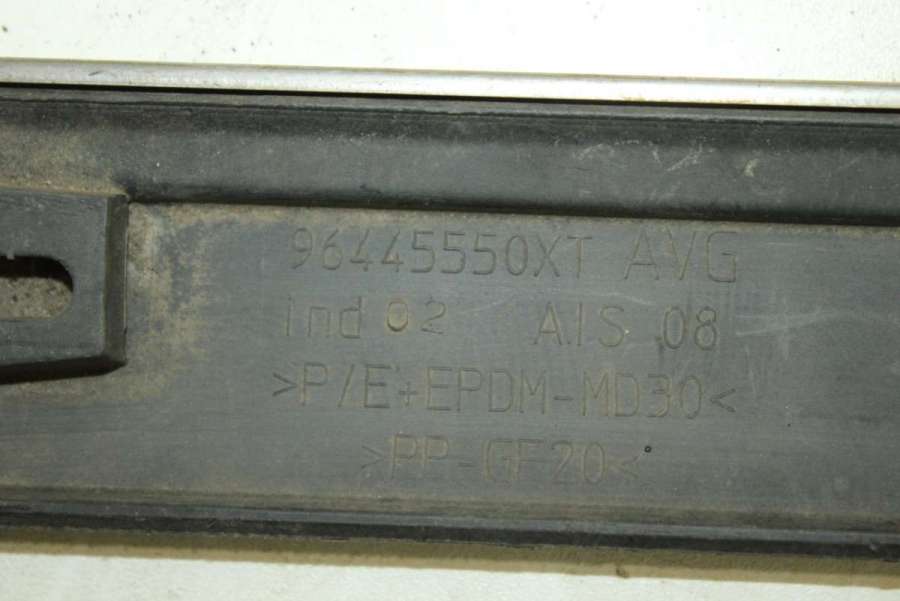 96445550XT AVG
Ind 02 AIS 08
>P/E+EPDM-MD30<
>PP-GF20<